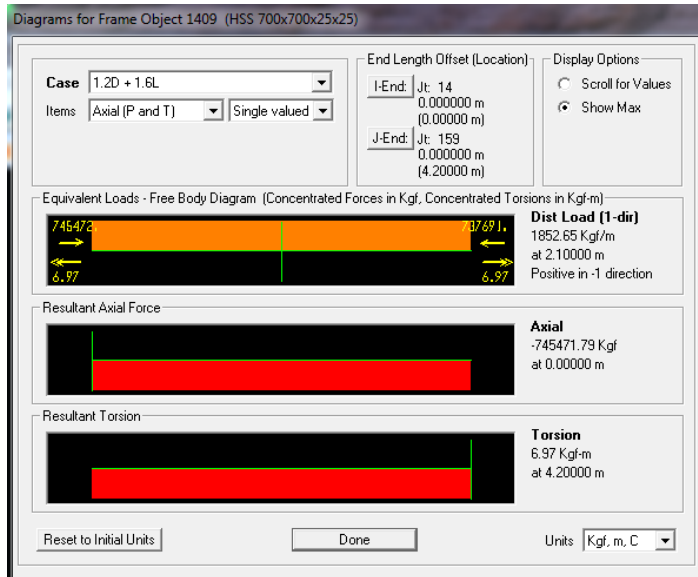 Diagrams for Frame Object 1409 (HSS 700x700x25x25)
Case 1.2D + 1.6L
Items Axial (P and T) Single valued
End Length Offset (Location)
I-End: Jt: 14
0.000000 m
(0.00000 m)
J-End: Jt: 159
0.000000 m
(4.20000 m)
Display Options
Scroll for Values
Show Max
Equivalent Loads - Free Body Diagram (Concentrated Forces in Kgf, Concentrated Torsions in Kgf-m)
745472. 737691.
6.97 6.97
Dist Load (1-dir)
1852.65 Kgf/m
at 2.10000 m
Positive in -1 direction
Resultant Axial Force
Axial
-745471.79 Kgf
at 0.00000 m
Resultant Torsion
Torsion
6.97 Kgf-m
at 4.20000 m
Reset to Initial Units Done Units Kgf, m, C